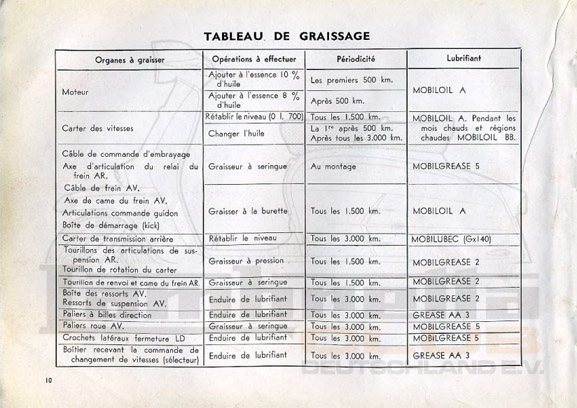 TABLEAU DE GRAISSAGE
Organes à graisser Opérations à effectuer Périodicité Lubrifiant
Moteur
Ajouter à l'essence 10 %
d'huile
Les premiers 500 km.
Ajouter à l'essence 8 %
d'huile
Après 500 km.
MOBILOIL A
Carter des vitesses
Rétablir le niveau (0 l, 700)
Tous les 1.500 km.
Changer l'huile
La 1re après 500 km.
Après tous les 3.000 km.
MOBILOIL A. Pendant les
mois chauds et régions
chaudes MOBILOIL BB.
Câble de commande d'embrayage
Axe d'articulation du relai du
frein AR.
Câble de frein AV.
Graisseur à seringue
Au montage
MOBILGREASE 5
Axe de came du frein AV.
Articulations commande guidon
Boîte de démarrage (kick)
Graisser à la burette
Tous les 1.500 km.
MOBILOIL A
Carter de transmission arrière Rétablir le niveau Tous les 3.000 km. MOBILUBEC (Gx140)
Tourillons des articulations de sus-
pension AR.
Tourillon de rotation du carter
Graisseur à pression
Tous les 1.500 km.
MOBILGREASE 2
Tourillon de renvoi et came du frein AR. Graisseur à seringue Tous les 1.500 km. MOBILGREASE 2
Boîte des ressorts AV.
Ressorts de suspension AV.
Enduire de lubrifiant
Tous les 3.000 km.
MOBILGREASE 2
Paliers à billes direction Enduire de lubrifiant Tous les 3.000 km. GREASE AA 3
Paliers roue AV. Graisseur à seringue Tous les 1.500 km. MOBILGREASE 5
Crochets latéraux fermeture LD Enduire de lubrifiant Tous les 3.000 km. MOBILGREASE 5
Boîtier recevant la commande de
changement de vitesses (sélecteur)
Enduire de lubrifiant
Tous les 3.000 km.
GREASE AA 3
DEUTSCHLAND E.V.
10